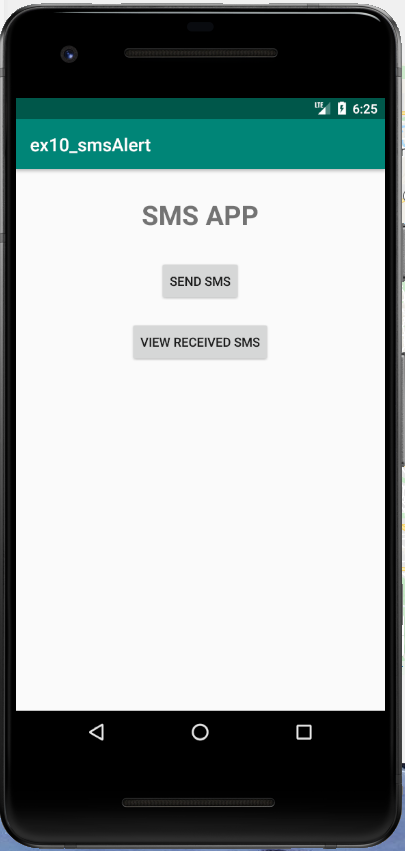 LTE 6:25
ex10_smsAlert
SMS APP
SEND SMS
VIEW RECEIVED SMS